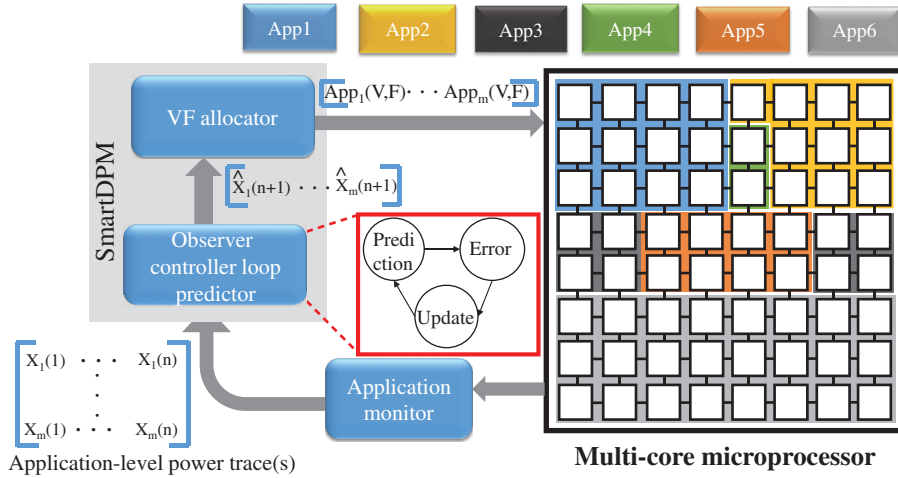 App1 App2 App3 App4 App5 App6
App₁(V,F) · · · Appₘ(V,F)
VF allocator
SmartDPM
X̂₁(n+1) · · · X̂ₘ(n+1)
Observer
controller loop
predictor
Predi
ction
Error
Update
X₁(1) · · · X₁(n)
·
·
·
Xₘ(1) · · · Xₘ(n)
Application
monitor
Application-level power trace(s)
Multi-core microprocessor